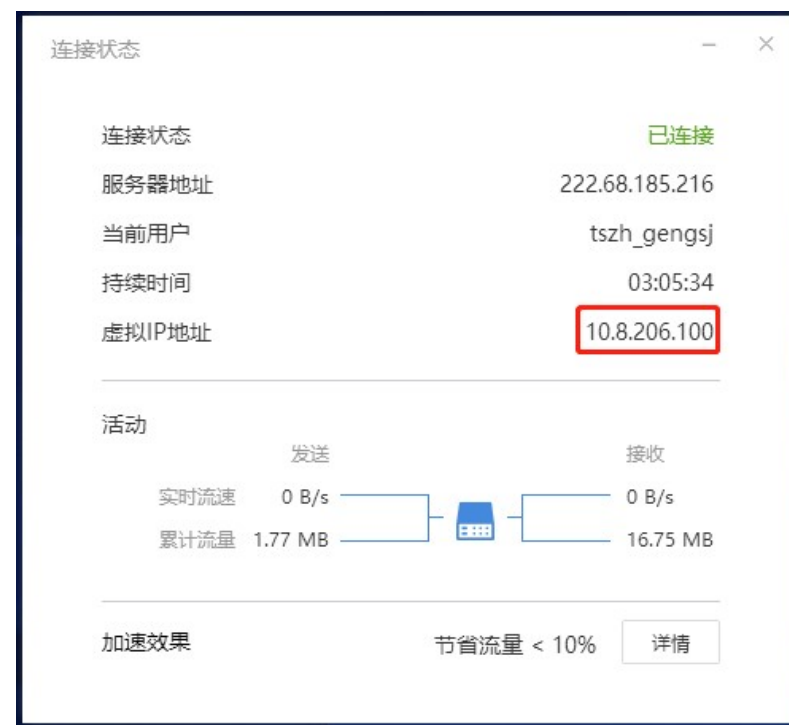 连接状态
连接状态 已连接
服务器地址 222.68.185.216
当前用户 tszh_gengsj
持续时间 03:05:34
虚拟IP地址 10.8.206.100
活动
发送 接收
实时流速 0 B/s 0 B/s
累计流量 1.77 MB 16.75 MB
加速效果 节省流量 < 10% 详情